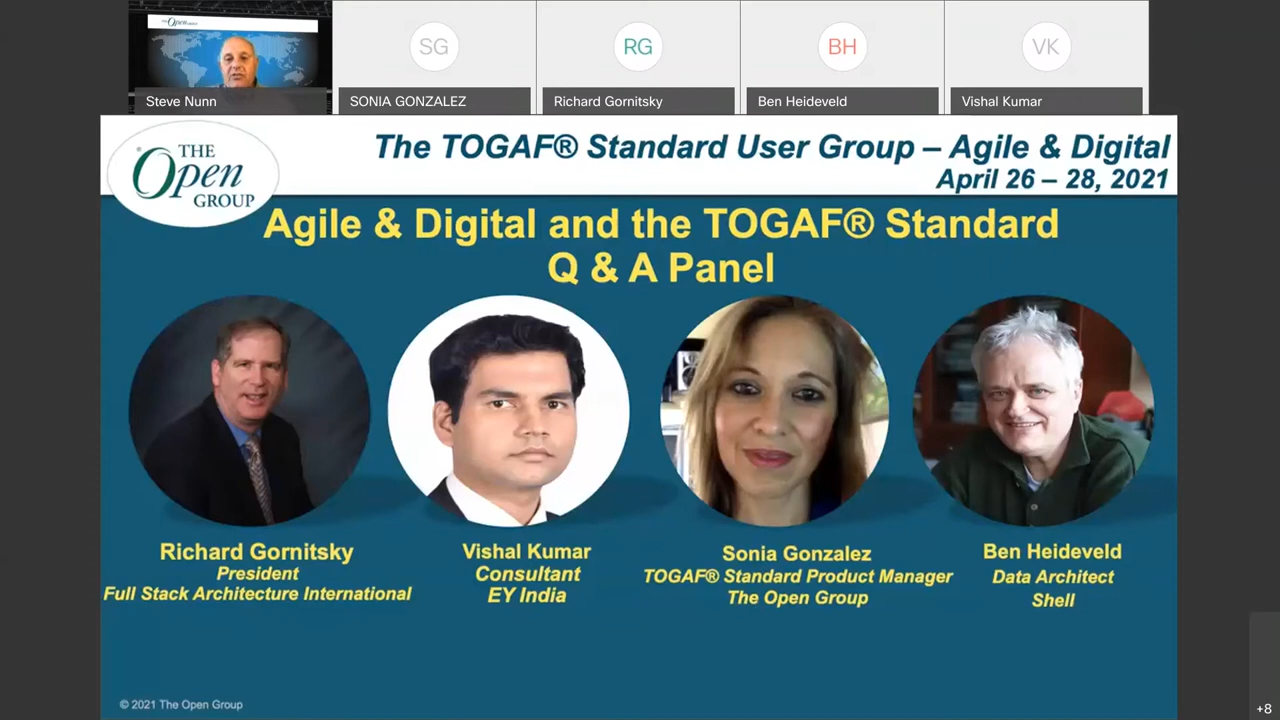 The Open GROUP
SG
RG
BH
VK
Steve Nunn
SONIA GONZALEZ
Richard Gornitsky
Ben Heideveld
Vishal Kumar
THE
Open
GROUP
The TOGAF® Standard User Group – Agile & Digital
April 26 – 28, 2021
Agile & Digital and the TOGAF® Standard
Q & A Panel
Richard Gornitsky
President
Full Stack Architecture International
Vishal Kumar
Consultant
EY India
Sonia Gonzalez
TOGAF® Standard Product Manager
The Open Group
Ben Heideveld
Data Architect
Shell
© 2021 The Open Group
+8